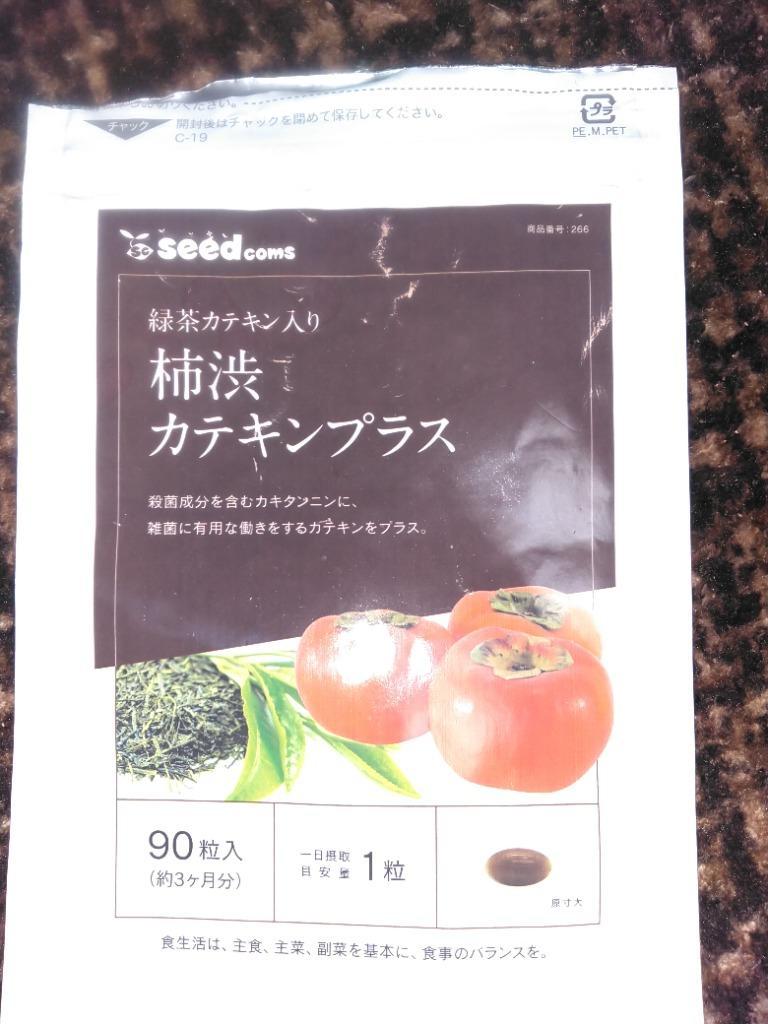 ください。
チャック
開封後はチャックを閉めて保存してください。
C-19
プラ
PE.M.PET
seedcoms
商品番号:266
緑茶カテキン入り
柿渋
カテキンプラス
殺菌成分を含むカキタンニンに、
雑菌に有用な働きをするカテキンをプラス。
90粒入
(約3ヶ月分)
一日摂取
目安量
1粒
原寸大
食生活は、主食、主菜、副菜を基本に、食事のバランスを。